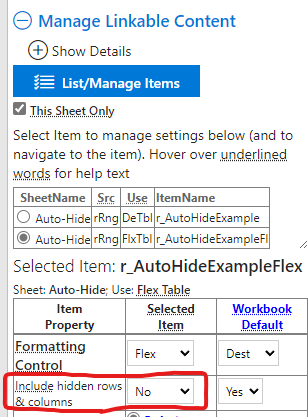 Manage Linkable Content
Show Details
List/Manage Items
This Sheet Only
Select Item to manage settings below (and to
navigate to the item). Hover over underlined
words for help text
SheetName Src Use ItemName
Auto-Hide rRng DeTbl r_AutoHideExample
Auto-Hide rRng FlxTbl r_AutoHideExampleFl
Selected Item: r_AutoHideExampleFlex
Sheet: Auto-Hide; Use: Flex Table
Item Property Selected Item Workbook Default
Formatting Control Flex Dest
Include hidden rows & columns No Yes